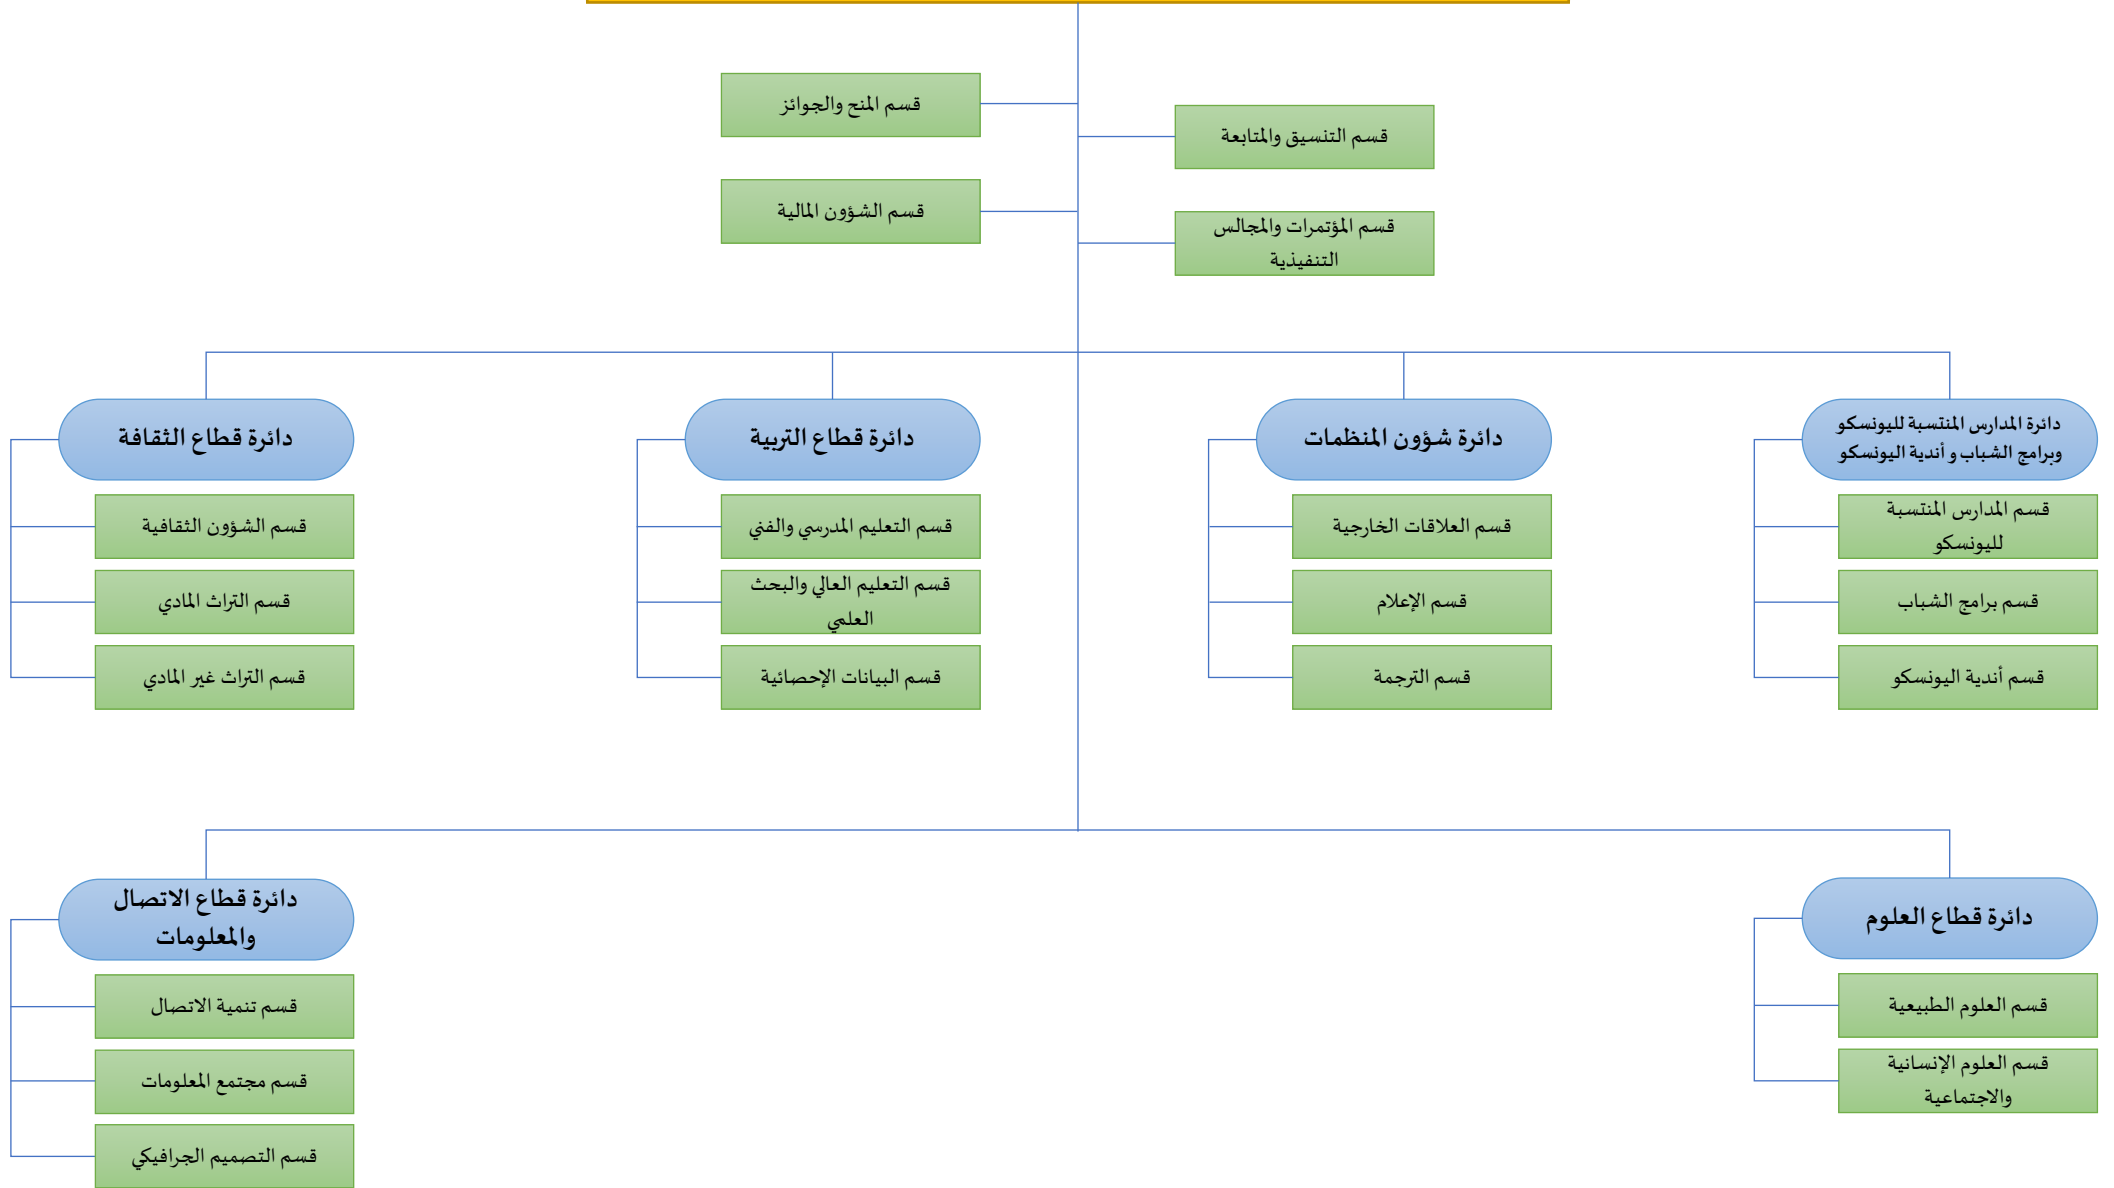 قسم المنح والجوائز
قسم التنسيق والمتابعة
قسم الشؤون المالية
قسم المؤتمرات والمجالس
التنفيذية
دائرة المدارس المنتسبة لليونسكو
وبرامج الشباب و أندية اليونسكو
قسم المدارس المنتسبة
لليونسكو
قسم برامج الشباب
قسم أندية اليونسكو
دائرة شؤون المنظمات
قسم العلاقات الخارجية
قسم الإعلام
قسم الترجمة
دائرة قطاع التربية
قسم التعليم المدرسي والفني
قسم التعليم العالي والبحث
العلمي
قسم البيانات الإحصائية
دائرة قطاع الثقافة
قسم الشؤون الثقافية
قسم التراث المادي
قسم التراث غير المادي
دائرة قطاع العلوم
قسم العلوم الطبيعية
قسم العلوم الإنسانية
والاجتماعية
دائرة قطاع الاتصال
والمعلومات
قسم تنمية الاتصال
قسم مجتمع المعلومات
قسم التصميم الجرافيكي